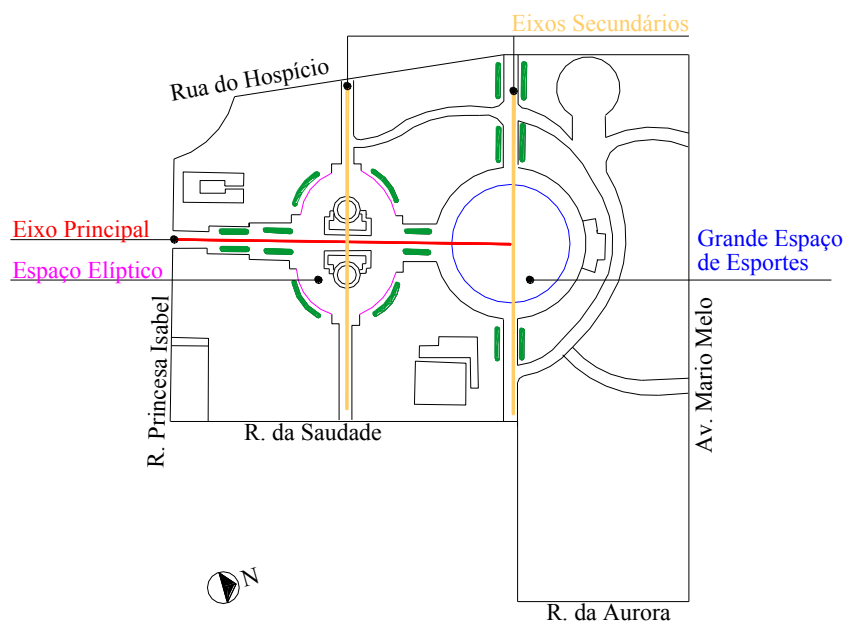 Eixos Secundários
Rua do Hospício
Eixo Principal
Grande Espaço
de Esportes
Espaço Elíptico
R. Princesa Isabel
Av. Mario Melo
R. da Saudade
N
R. da Aurora